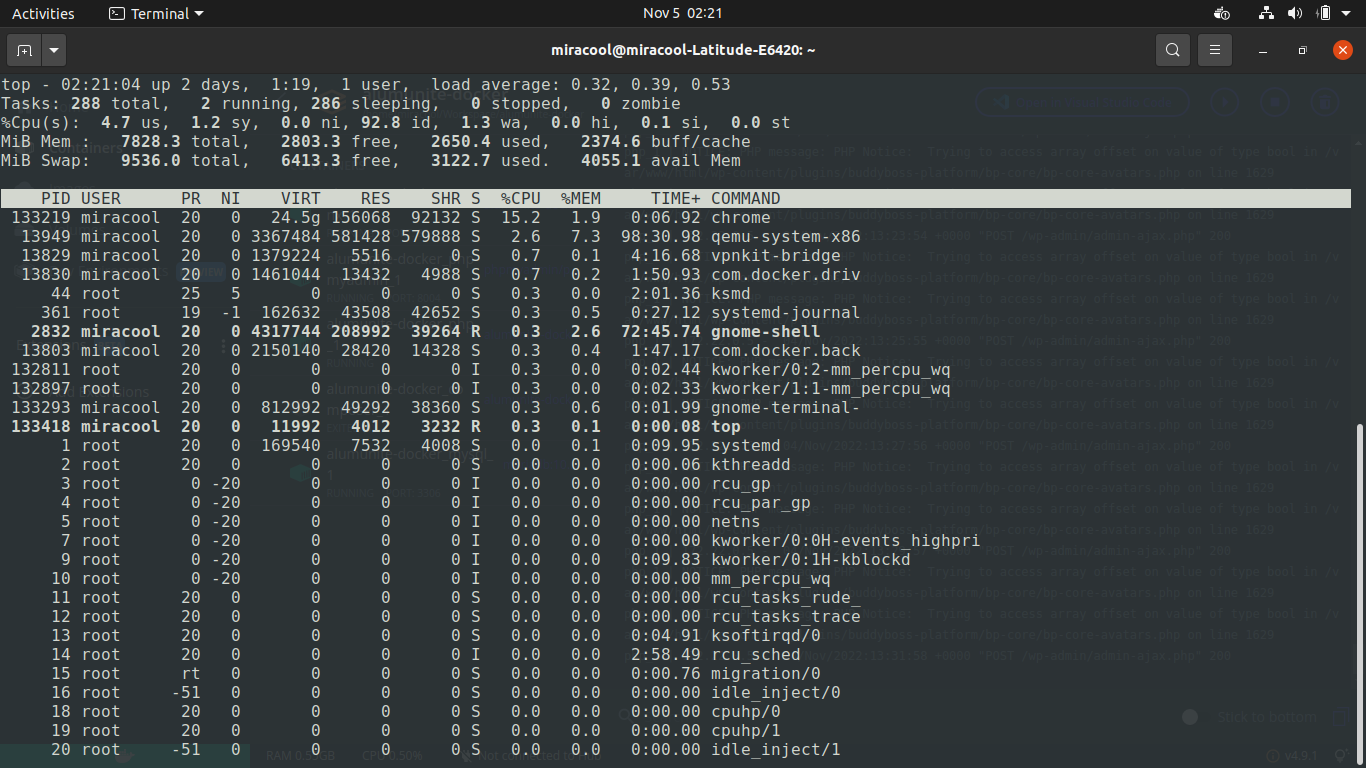 Activities Terminal Nov 5 02:21
miracool@miracool-Latitude-E6420: ~
top - 02:21:04 up 2 days, 1:19, 1 user, load average: 0.32, 0.39, 0.53
Tasks: 288 total, 2 running, 286 sleeping, 0 stopped, 0 zombie
%Cpu(s): 4.7 us, 1.2 sy, 0.0 ni, 92.8 id, 1.3 wa, 0.0 hi, 0.1 si, 0.0 st
MiB Mem : 7828.3 total, 2803.3 free, 2650.4 used, 2374.6 buff/cache
MiB Swap: 9536.0 total, 6413.3 free, 3122.7 used. 4055.1 avail Mem
PID USER PR NI VIRT RES SHR S %CPU %MEM TIME+ COMMAND
133219 miracool 20 0 24.5g 156068 92132 S 15.2 1.9 0:06.92 chrome
13949 miracool 20 0 3367484 581428 579888 S 2.6 7.3 98:30.98 qemu-system-x86
13829 miracool 20 0 1379224 5516 0 S 0.7 0.1 4:16.68 vpnkit-bridge
13830 miracool 20 0 1461044 13432 4988 S 0.7 0.2 1:50.93 com.docker.driv
44 root 25 5 0 0 0 S 0.3 0.0 2:01.36 ksmd
361 root 19 -1 162632 43508 42652 S 0.3 0.5 0:27.12 systemd-journal
2832 miracool 20 0 4317744 208992 39264 R 0.3 2.6 72:45.74 gnome-shell
13803 miracool 20 0 2150140 28420 14328 S 0.3 0.4 1:47.17 com.docker.back
132811 root 20 0 0 0 0 I 0.3 0.0 0:02.44 kworker/0:2-mm_percpu_wq
132897 root 20 0 0 0 0 I 0.3 0.0 0:02.33 kworker/1:1-mm_percpu_wq
133293 miracool 20 0 812992 49292 38360 S 0.3 0.6 0:01.99 gnome-terminal-
133418 miracool 20 0 11992 4012 3232 R 0.3 0.1 0:00.08 top
1 root 20 0 169540 7532 4008 S 0.0 0.1 0:09.95 systemd
2 root 20 0 0 0 0 S 0.0 0.0 0:00.06 kthreadd
3 root 0 -20 0 0 0 I 0.0 0.0 0:00.00 rcu_gp
4 root 0 -20 0 0 0 I 0.0 0.0 0:00.00 rcu_par_gp
5 root 0 -20 0 0 0 I 0.0 0.0 0:00.00 netns
7 root 0 -20 0 0 0 I 0.0 0.0 0:00.00 kworker/0:0H-events_highpri
9 root 0 -20 0 0 0 I 0.0 0.0 0:09.83 kworker/0:1H-kblockd
10 root 0 -20 0 0 0 I 0.0 0.0 0:00.00 mm_percpu_wq
11 root 20 0 0 0 0 S 0.0 0.0 0:00.00 rcu_tasks_rude_
12 root 20 0 0 0 0 S 0.0 0.0 0:00.00 rcu_tasks_trace
13 root 20 0 0 0 0 S 0.0 0.0 0:04.91 ksoftirqd/0
14 root 20 0 0 0 0 I 0.0 0.0 2:58.49 rcu_sched
15 root rt 0 0 0 0 S 0.0 0.0 0:00.76 migration/0
16 root -51 0 0 0 0 S 0.0 0.0 0:00.00 idle_inject/0
18 root 20 0 0 0 0 S 0.0 0.0 0:00.00 cpuhp/0
19 root 20 0 0 0 0 S 0.0 0.0 0:00.00 cpuhp/1
20 root -51 0 0 0 0 S 0.0 0.0 0:00.00 idle_inject/1
Stick to bottom
RAM 0.55GB CPU 0.50% Not connected to Hub v4.9.1